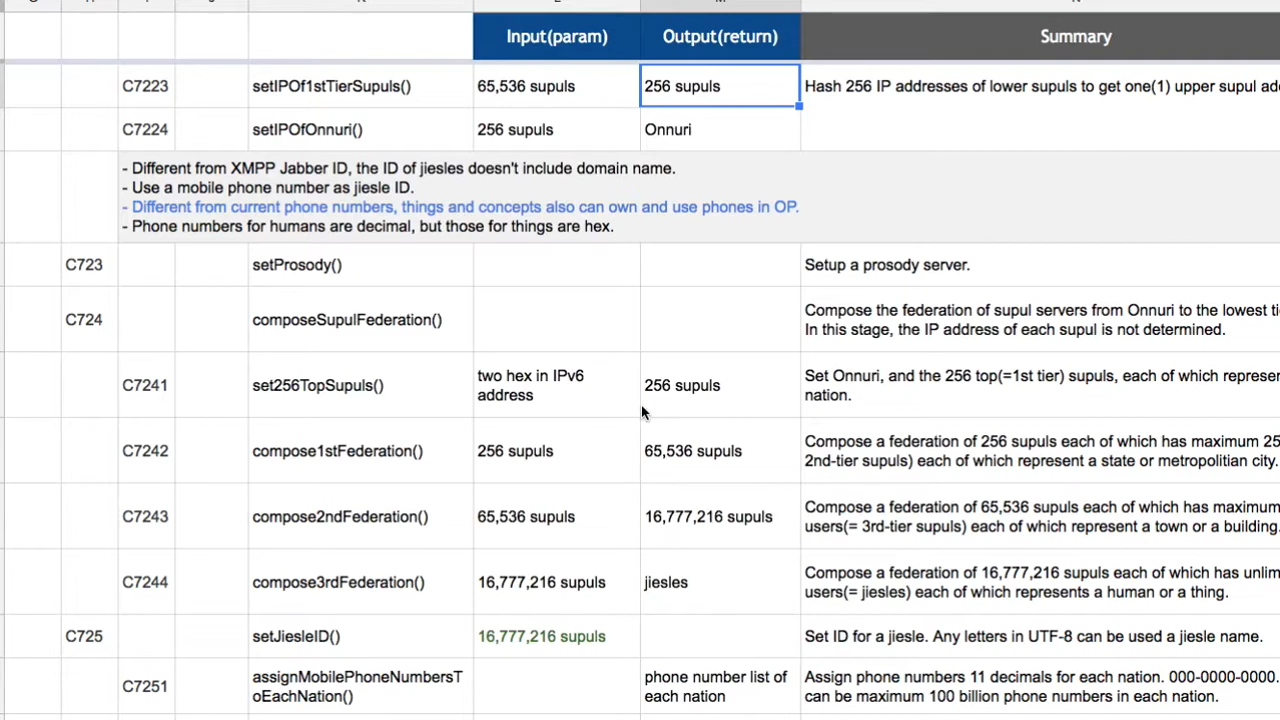 Input(param) Output(return) Summary
C7223 setIPOf1stTierSupuls() 65,536 supuls 256 supuls Hash 256 IP addresses of lower supuls to get one(1) upper supul
C7224 setIPOfOnnuri() 256 supuls Onnuri
- Different from XMPP Jabber ID, the ID of jiesles doesn't include domain name.
- Use a mobile phone number as jiesle ID.
- Different from current phone numbers, things and concepts also can own and use phones in OP.
- Phone numbers for humans are decimal, but those for things are hex.
C723 setProsody() Setup a prosody server.
C724 composeSupulFederation() Compose the federation of supul servers from Onnuri to the lowest
In this stage, the IP address of each supul is not determined.
C7241 set256TopSupuls() two hex in IPv6
address 256 supuls Set Onnuri, and the 256 top(=1st tier) supuls, each of which
nation.
C7242 compose1stFederation() 256 supuls 65,536 supuls Compose a federation of 256 supuls each of which has maximum
2nd-tier supuls) each of which represent a state or metropolitian city.
C7243 compose2ndFederation() 65,536 supuls 16,777,216 supuls Compose a federation of 65,536 supuls each of which has maximum
users(= 3rd-tier supuls) each of which represent a town or a building.
C7244 compose3rdFederation() 16,777,216 supuls jiesles Compose a federation of 16,777,216 supuls each of which has
users(= jiesles) each of which represents a human or a thing.
C725 setJiesleID() 16,777,216 supuls Set ID for a jiesle. Any letters in UTF-8 can be used a jiesle name.
C7251 assignMobilePhoneNumbersT
oEachNation() phone number list of
each nation Assign phone numbers 11 decimals for each nation. 000-0000-0000.
can be maximum 100 billion phone numbers in each nation.